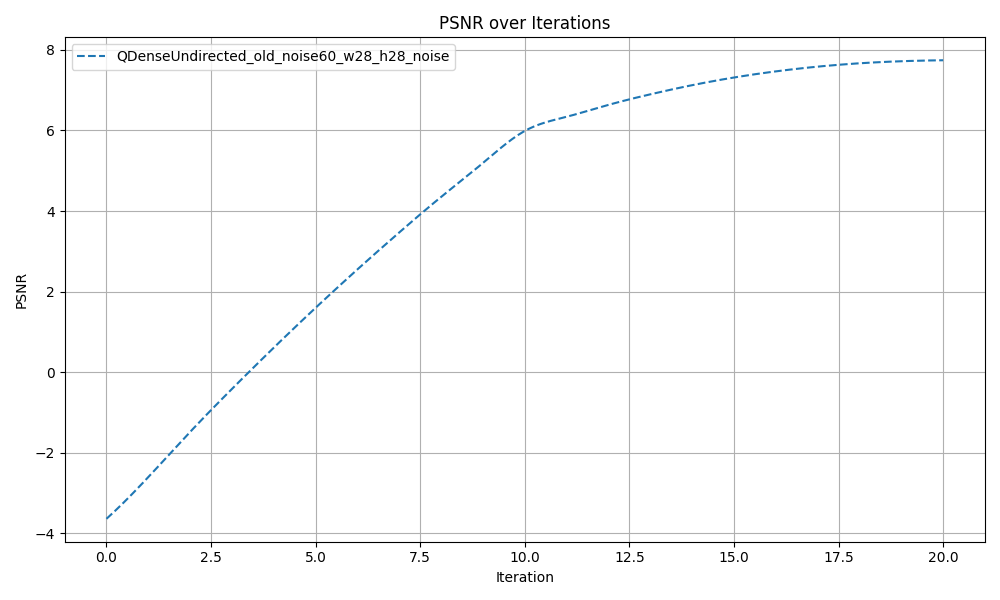 PSNR over Iterations
QDenseUndirected_old_noise60_w28_h28_noise
8
6
4
2
0
−2
−4
PSNR
0.0 2.5 5.0 7.5 10.0 12.5 15.0 17.5 20.0
Iteration